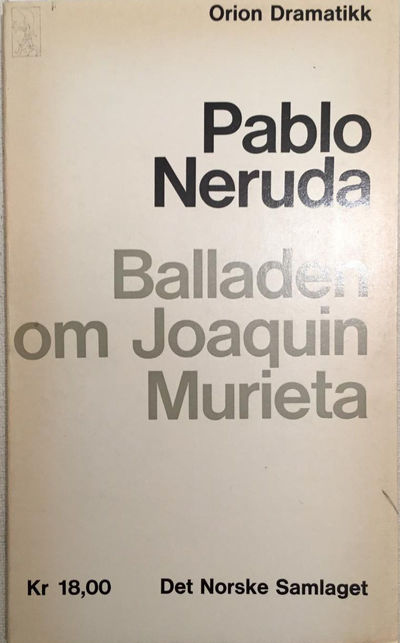 Orion Dramatikk
Pablo
Neruda
Balladen
om Joaquin
Murieta
Kr 18,00 Det Norske Samlaget